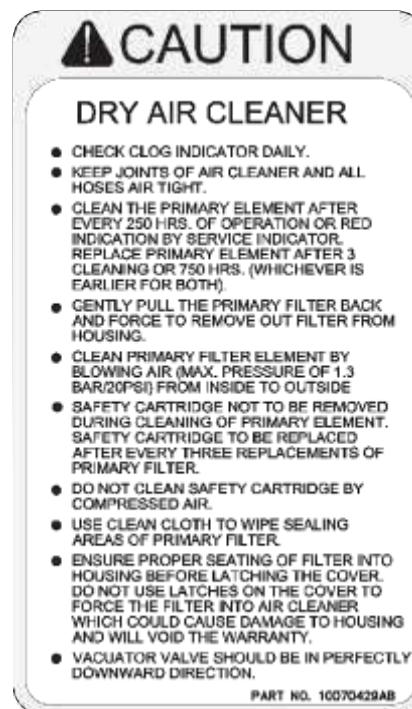 CAUTION
DRY AIR CLEANER
● CHECK CLOG INDICATOR DAILY.
● KEEP JOINTS OF AIR CLEANER AND ALL
HOSES AIR TIGHT.
● CLEAN THE PRIMARY ELEMENT AFTER
EVERY 250 HRS. OF OPERATION OR RED
INDICATION BY SERVICE INDICATOR.
REPLACE PRIMARY ELEMENT AFTER 3
CLEANING OR 750 HRS. (WHICHEVER IS
EARLIER FOR BOTH).
● GENTLY PULL THE PRIMARY FILTER BACK
AND FORCE TO REMOVE OUT FILTER FROM
HOUSING.
● CLEAN PRIMARY FILTER ELEMENT BY
BLOWING AIR (MAX. PRESSURE OF 1.3
BAR/20PSI) FROM INSIDE TO OUTSIDE
● SAFETY CARTRIDGE NOT TO BE REMOVED
DURING CLEANING OF PRIMARY ELEMENT.
SAFETY CARTRIDGE TO BE REPLACED
AFTER EVERY THREE REPLACEMENTS OF
PRIMARY FILTER.
● DO NOT CLEAN SAFETY CARTRIDGE BY
COMPRESSED AIR.
● USE CLEAN CLOTH TO WIPE SEALING
AREAS OF PRIMARY FILTER.
● ENSURE PROPER SEATING OF FILTER INTO
HOUSING BEFORE LATCHING THE COVER.
DO NOT USE LATCHES ON THE COVER TO
FORCE THE FILTER INTO AIR CLEANER
WHICH COULD CAUSE DAMAGE TO HOUSING
AND WILL VOID THE WARRANTY.
● VACUATOR VALVE SHOULD BE IN PERFECTLY
DOWNWARD DIRECTION.
PART NO. 10070429AB